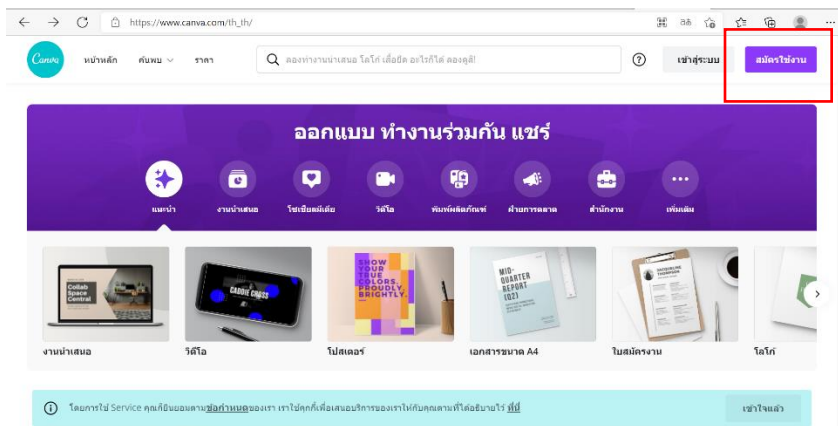 https://www.canva.com/th_th/
Canva
หน้าหลัก
ค้นพบ
ราคา
ลองทำงานนำเสนอ โลโก้ เสื้อยืด อะไรก็ได้ ลองดูสิ!
เข้าสู่ระบบ
สมัครใช้งาน
ออกแบบ ทำงานร่วมกัน แชร์
แนะนำ
งานนำเสนอ
โซเชียลมีเดีย
วิดีโอ
พิมพ์ผลิตภัณฑ์
ฝ่ายการตลาด
สำนักงาน
เพิ่มเติม
Collab
Space
Central
CADDIE CROSS
SHOW
YOUR
TRUE
COLORS.
PROUDLY.
BRIGHTLY.
MID-
QUARTER
REPORT
(Q2)
งานนำเสนอ
วิดีโอ
โปสเตอร์
เอกสารขนาด A4
ใบสมัครงาน
โลโก้
โดยการใช้ Service คุณก็ยินยอมตามข้อกำหนดของเรา เราใช้คุกกี้เพื่อเสนอบริการของเราให้กับคุณตามที่ได้อธิบายไว้ ที่นี่
เข้าใจแล้ว